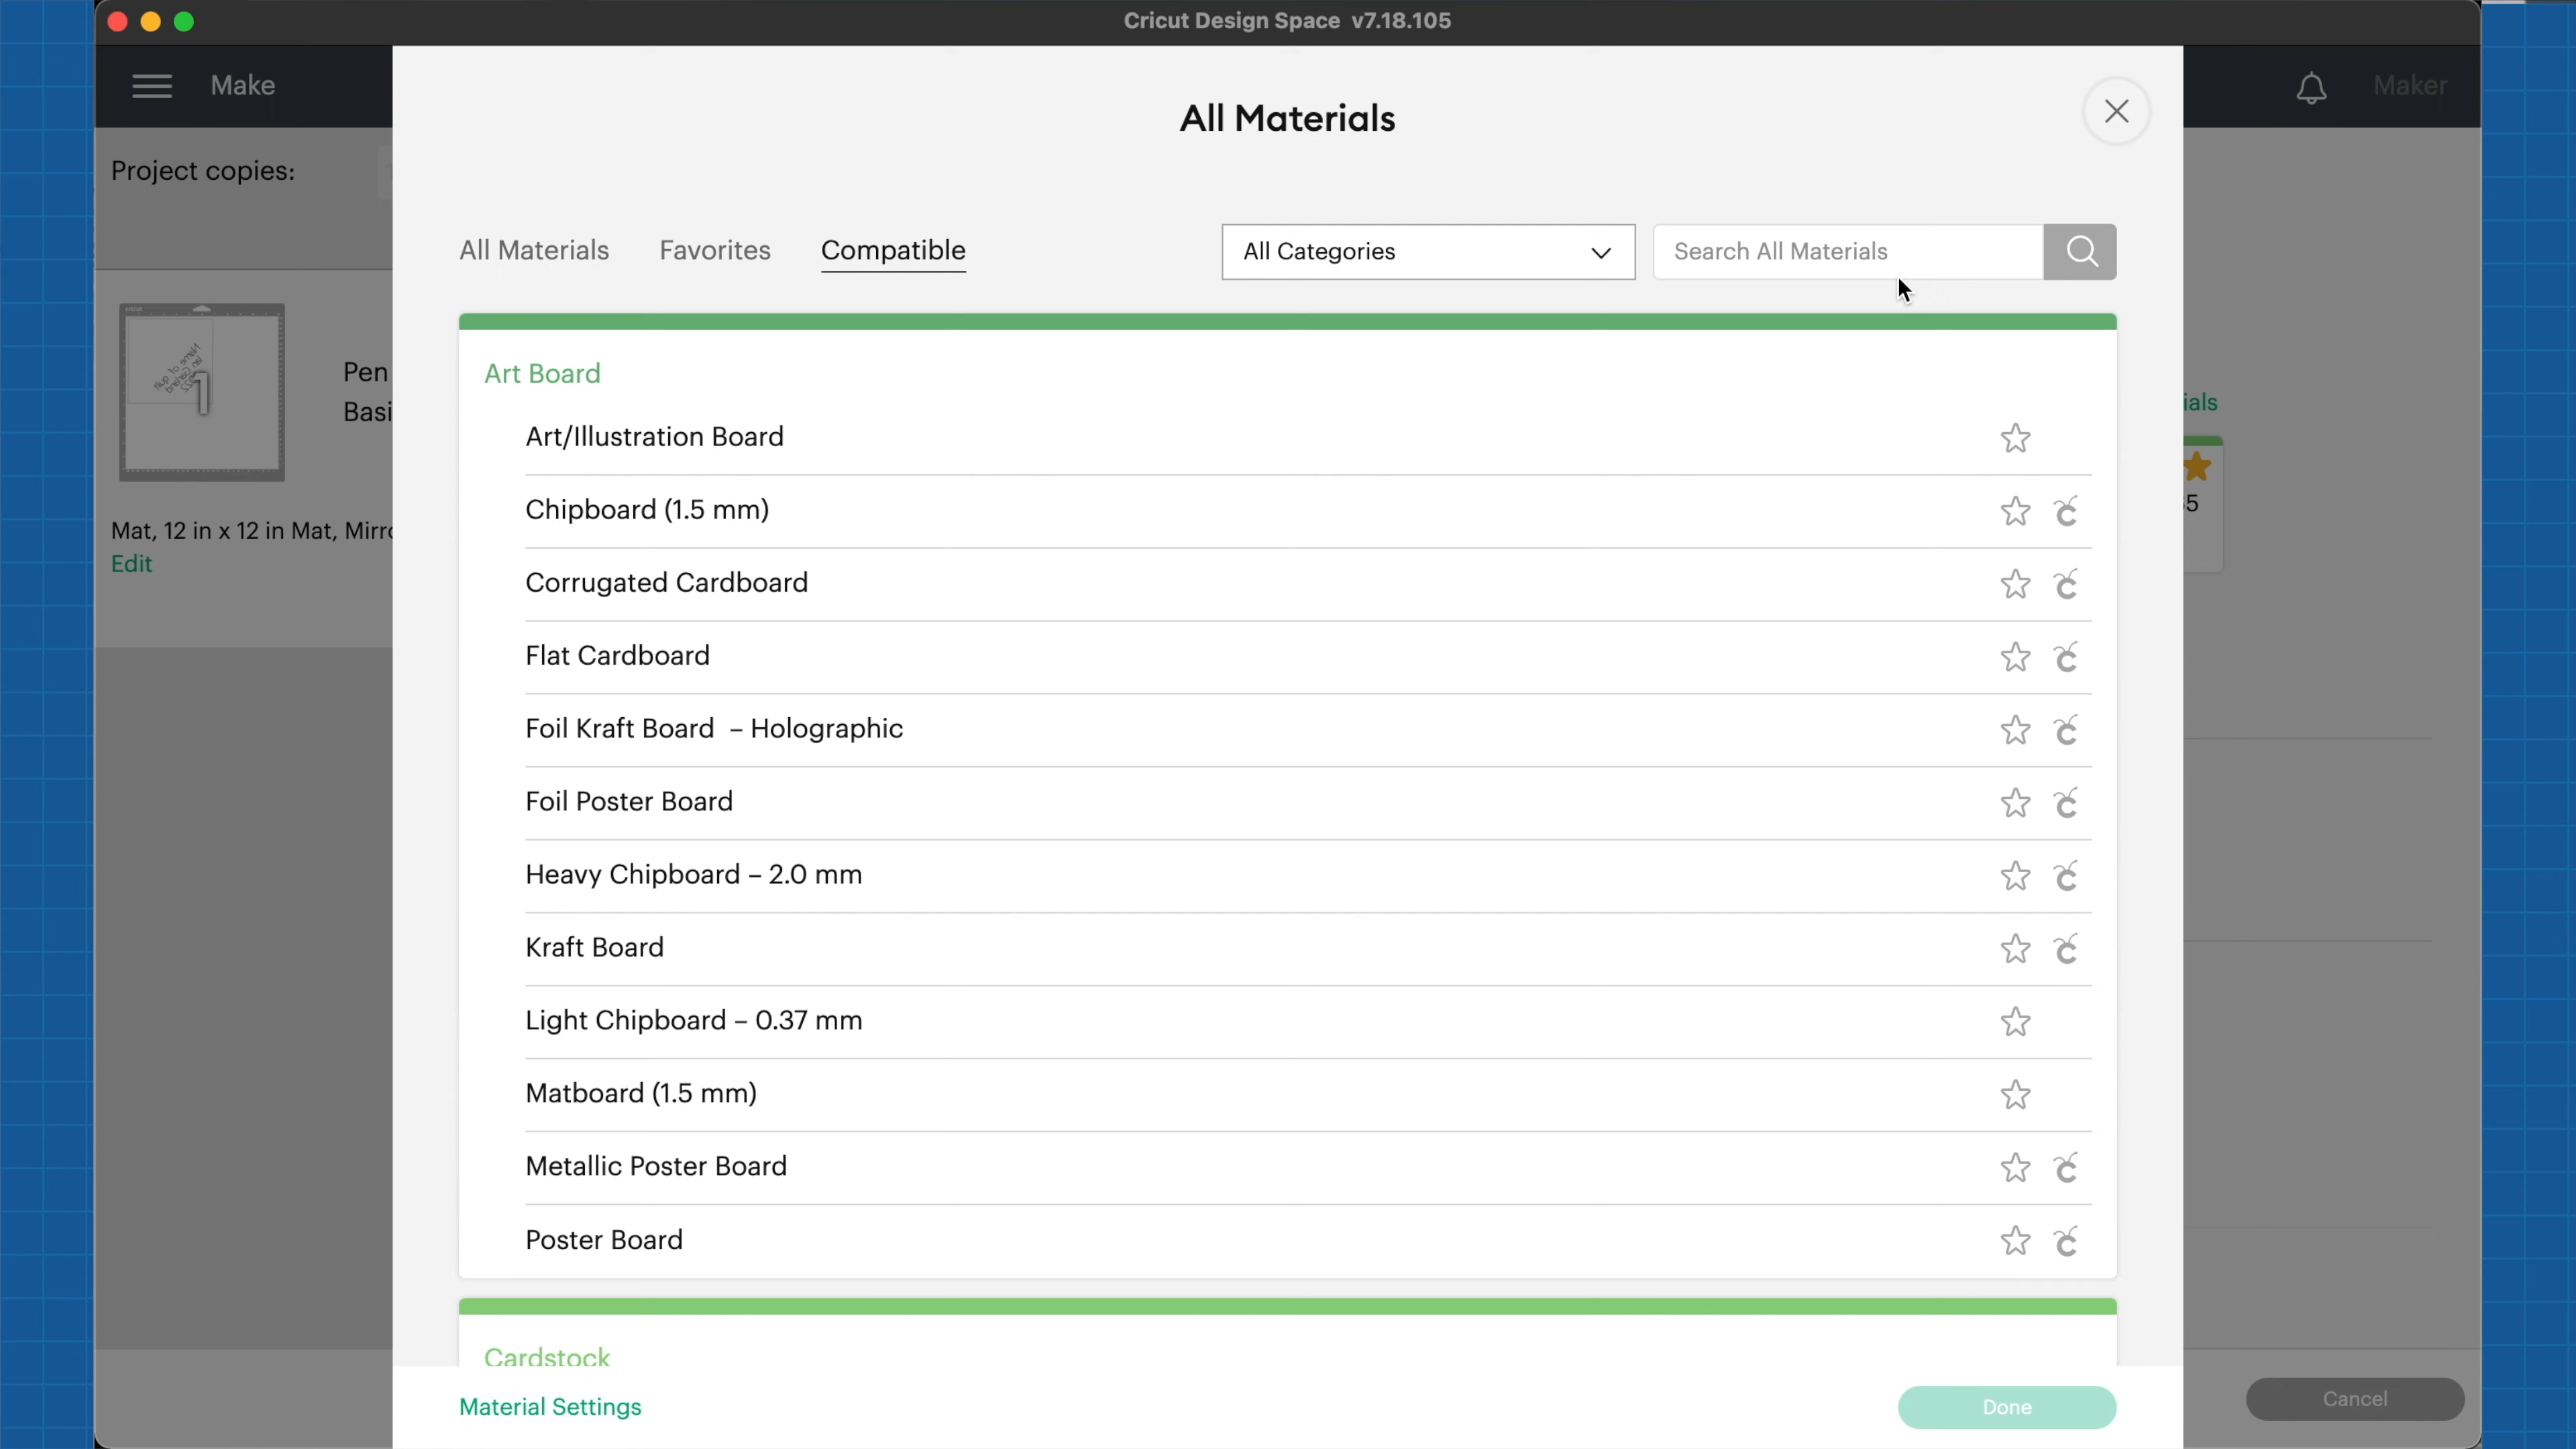 Cricut Design Space v7.18.105
Make
Maker
All Materials
Project copies:
All Materials
Favorites
Compatible
All Categories
Search All Materials
Art Board
Art/Illustration Board
Chipboard (1.5 mm)
Corrugated Cardboard
Flat Cardboard
Foil Kraft Board – Holographic
Foil Poster Board
Heavy Chipboard – 2.0 mm
Kraft Board
Light Chipboard – 0.37 mm
Matboard (1.5 mm)
Metallic Poster Board
Poster Board
Cardstock
Material Settings
Done
1
Pen
Basi
Mat, 12 in x 12 in Mat, Mirro
Edit
ials
Cancel